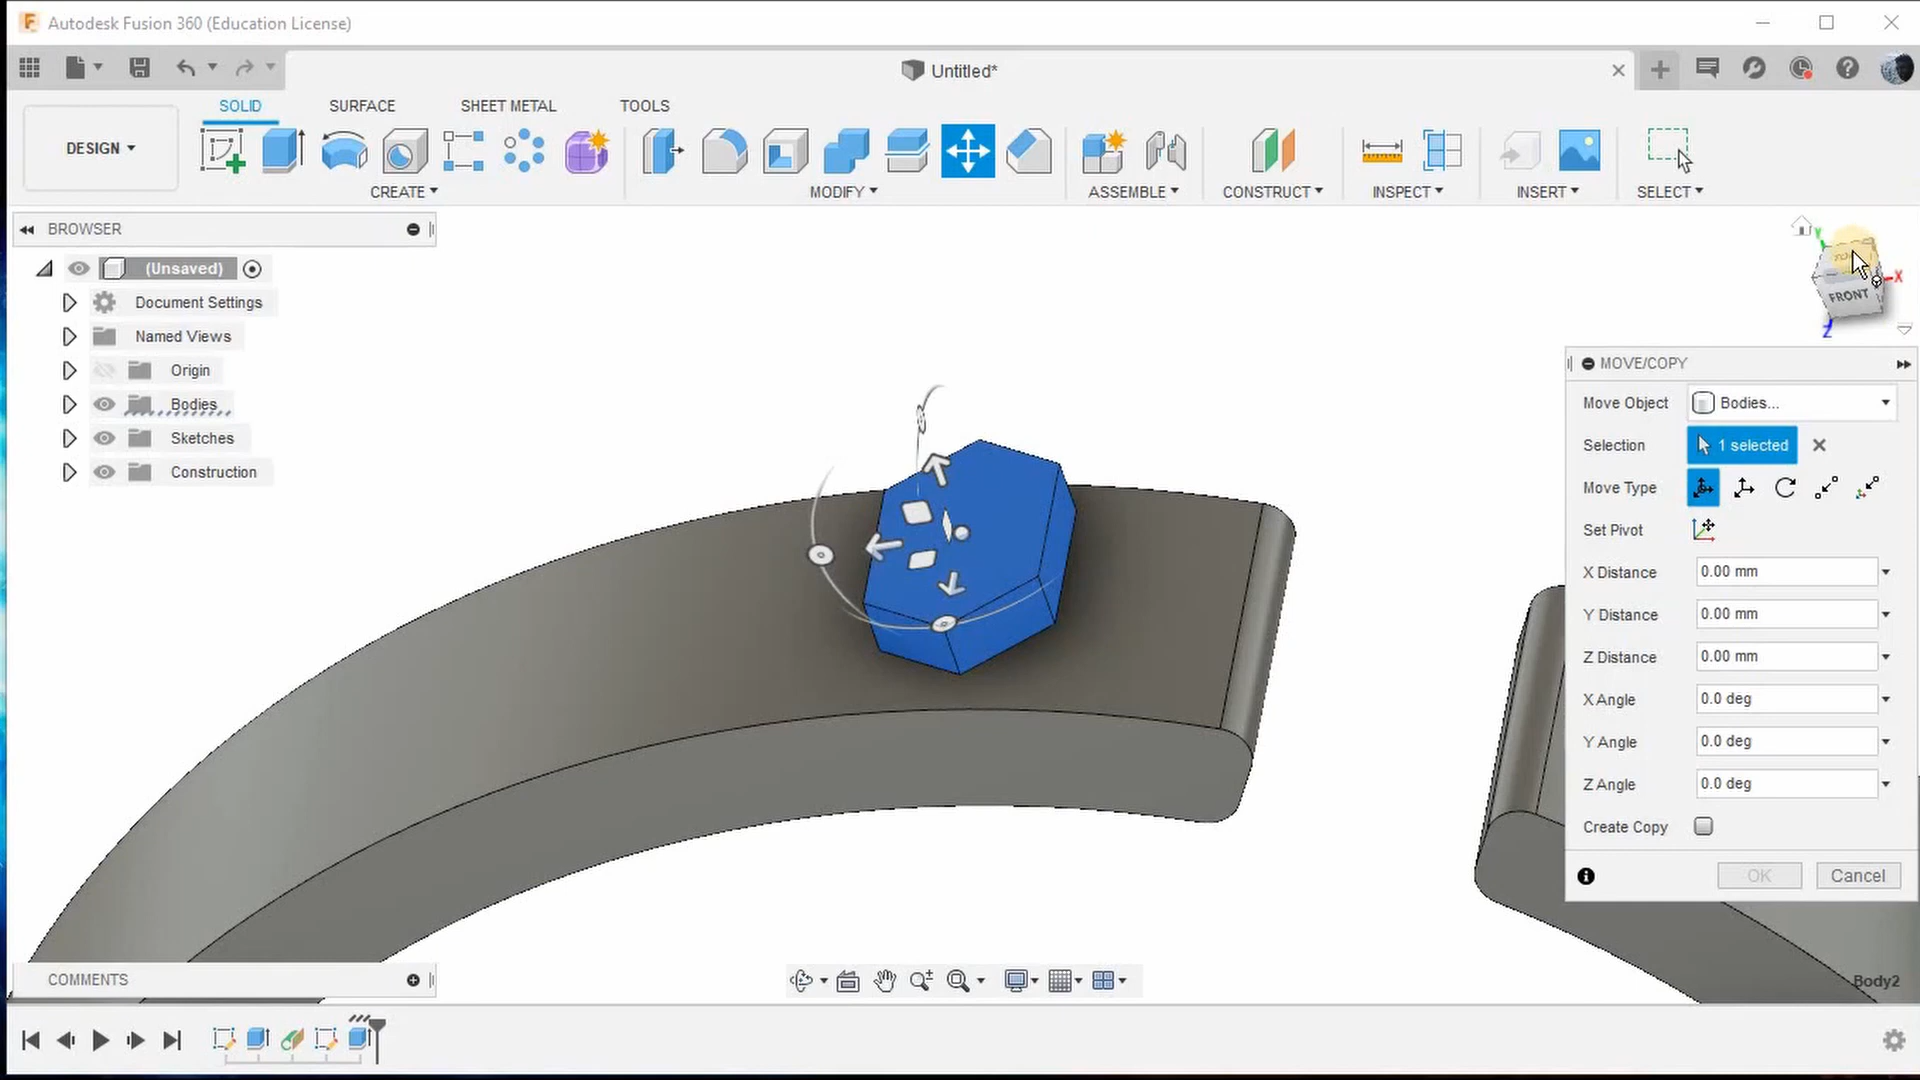 Autodesk Fusion 360 (Education License)
Untitled*
SOLID SURFACE SHEET METAL TOOLS
DESIGN
CREATE MODIFY ASSEMBLE CONSTRUCT INSPECT INSERT SELECT
BROWSER
(Unsaved)
Document Settings
Named Views
Origin
Bodies
Sketches
Construction
Y
X
FRONT
Z
MOVE/COPY
Move Object Bodies...
Selection 1 selected
Move Type
Set Pivot
X Distance 0.00 mm
Y Distance 0.00 mm
Z Distance 0.00 mm
X Angle 0.0 deg
Y Angle 0.0 deg
Z Angle 0.0 deg
Create Copy
OK Cancel
COMMENTS
Body2